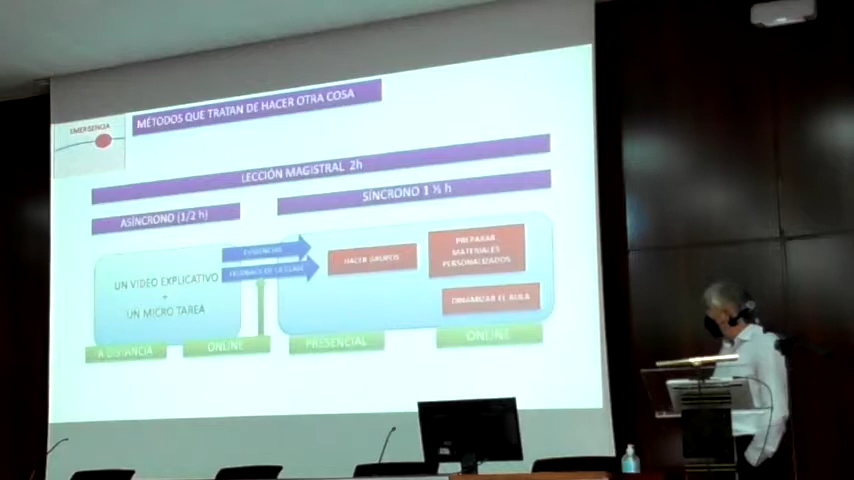 EMERGENCIA
MÉTODOS QUE TRATAN DE HACER OTRA COSA
LECCIÓN MAGISTRAL 2h
SÍNCRONO 1 ½ h
ASÍNCRONO (1/2 h)
EVIDENCIAS
FEEDBACK DE LA CLASE
UN VIDEO EXPLICATIVO
+
UN MICRO TAREA
HACER GRUPOS
PREPARAR
MATERIALES
PERSONALIZADOS
DINAMIZAR EL AULA
A DISTANCIA
ONLINE
PRESENCIAL
ONLINE